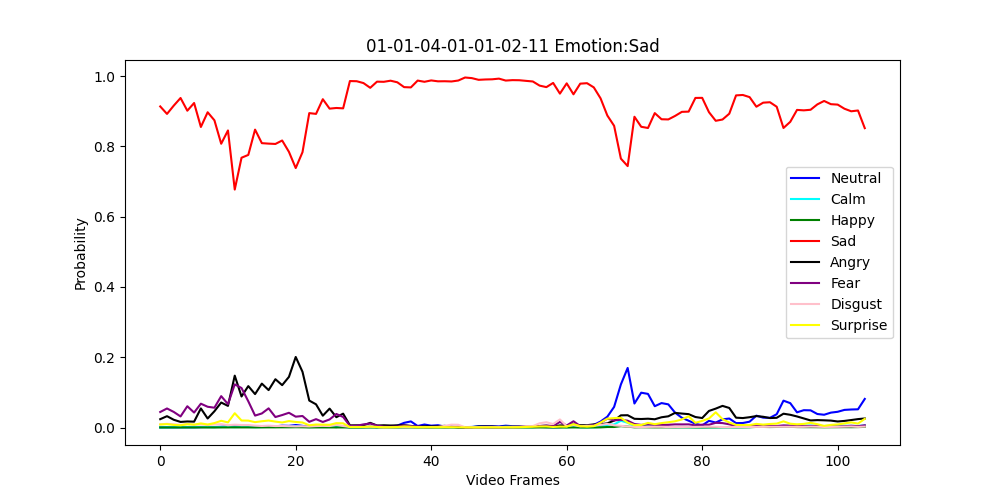 01-01-04-01-01-02-11 Emotion:Sad
1.0
0.8
0.6
0.4
0.2
0.0
Probability
0
20
40
60
80
100
Video Frames
Neutral
Calm
Happy
Sad
Angry
Fear
Disgust
Surprise